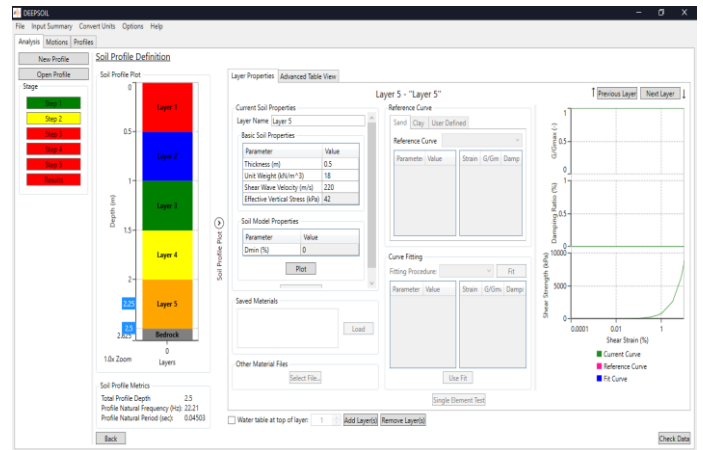 DEEPSOIL
File Input Summary Convert Units Options Help
Analysis Motions Profiles
New Profile
Open Profile
Stage
Step 1
Step 2
Step 3
Step 4
Step 5
Results
Soil Profile Definition
Soil Profile Plot
0
0.5
1
1.5
2
2.25
2.5
2.625
Depth (m)
Layer 1
Layer 2
Layer 3
Layer 4
Layer 5
Bedrock
0
1.0x Zoom Layers
Soil Profile Plot
Soil Profile Metrics
Total Profile Depth 2.5
Profile Natural Frequency (Hz): 22.21
Profile Natural Period (sec): 0.04503
Back
Layer Properties Advanced Table View
Layer 5 - "Layer 5"
Previous Layer Next Layer
Current Soil Properties
Layer Name Layer 5
Basic Soil Properties
Parameter Value
Thickness (m) 0.5
Unit Weight (kN/m^3) 18
Shear Wave Velocity (m/s) 220
Effective Vertical Stress (kPa) 42
Soil Model Properties
Parameter Value
Dmin (%) 0
Plot
Saved Materials
Load
Other Material Files
Select File...
Reference Curve
Sand Clay User Defined
Reference Curve
Parameter Value Strain G/Gm Damp
Curve Fitting
Fitting Procedure: Fit
Parameter Value Strain G/Gm Damp
Use Fit
Single Element Test
G/Gmax (-)
1
0.5
0
Damping Ratio (%)
1
0.5
0
Shear Strength (kPa)
10000
5000
0
0.0001 0.01 1
Shear Strain (%)
Current Curve
Reference Curve
Fit Curve
Water table at top of layer: 1 Add Layer(s) Remove Layer(s)
Check Data